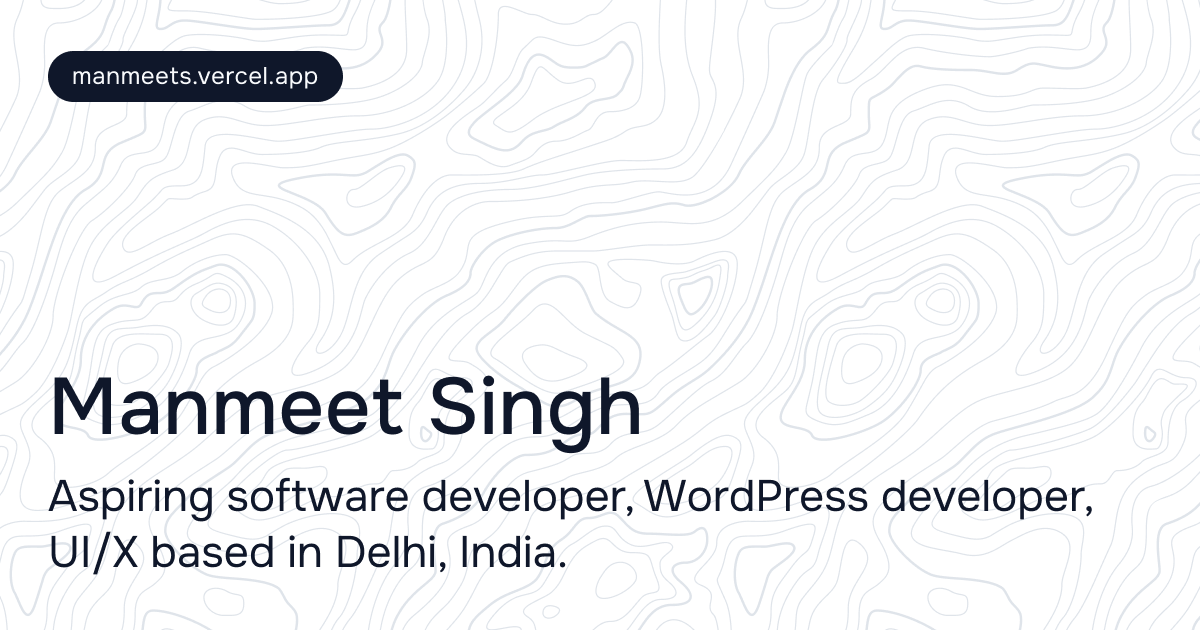 manmeets.vercel.app
Manmeet Singh
Aspiring software developer, WordPress developer,
UI/X based in Delhi, India.